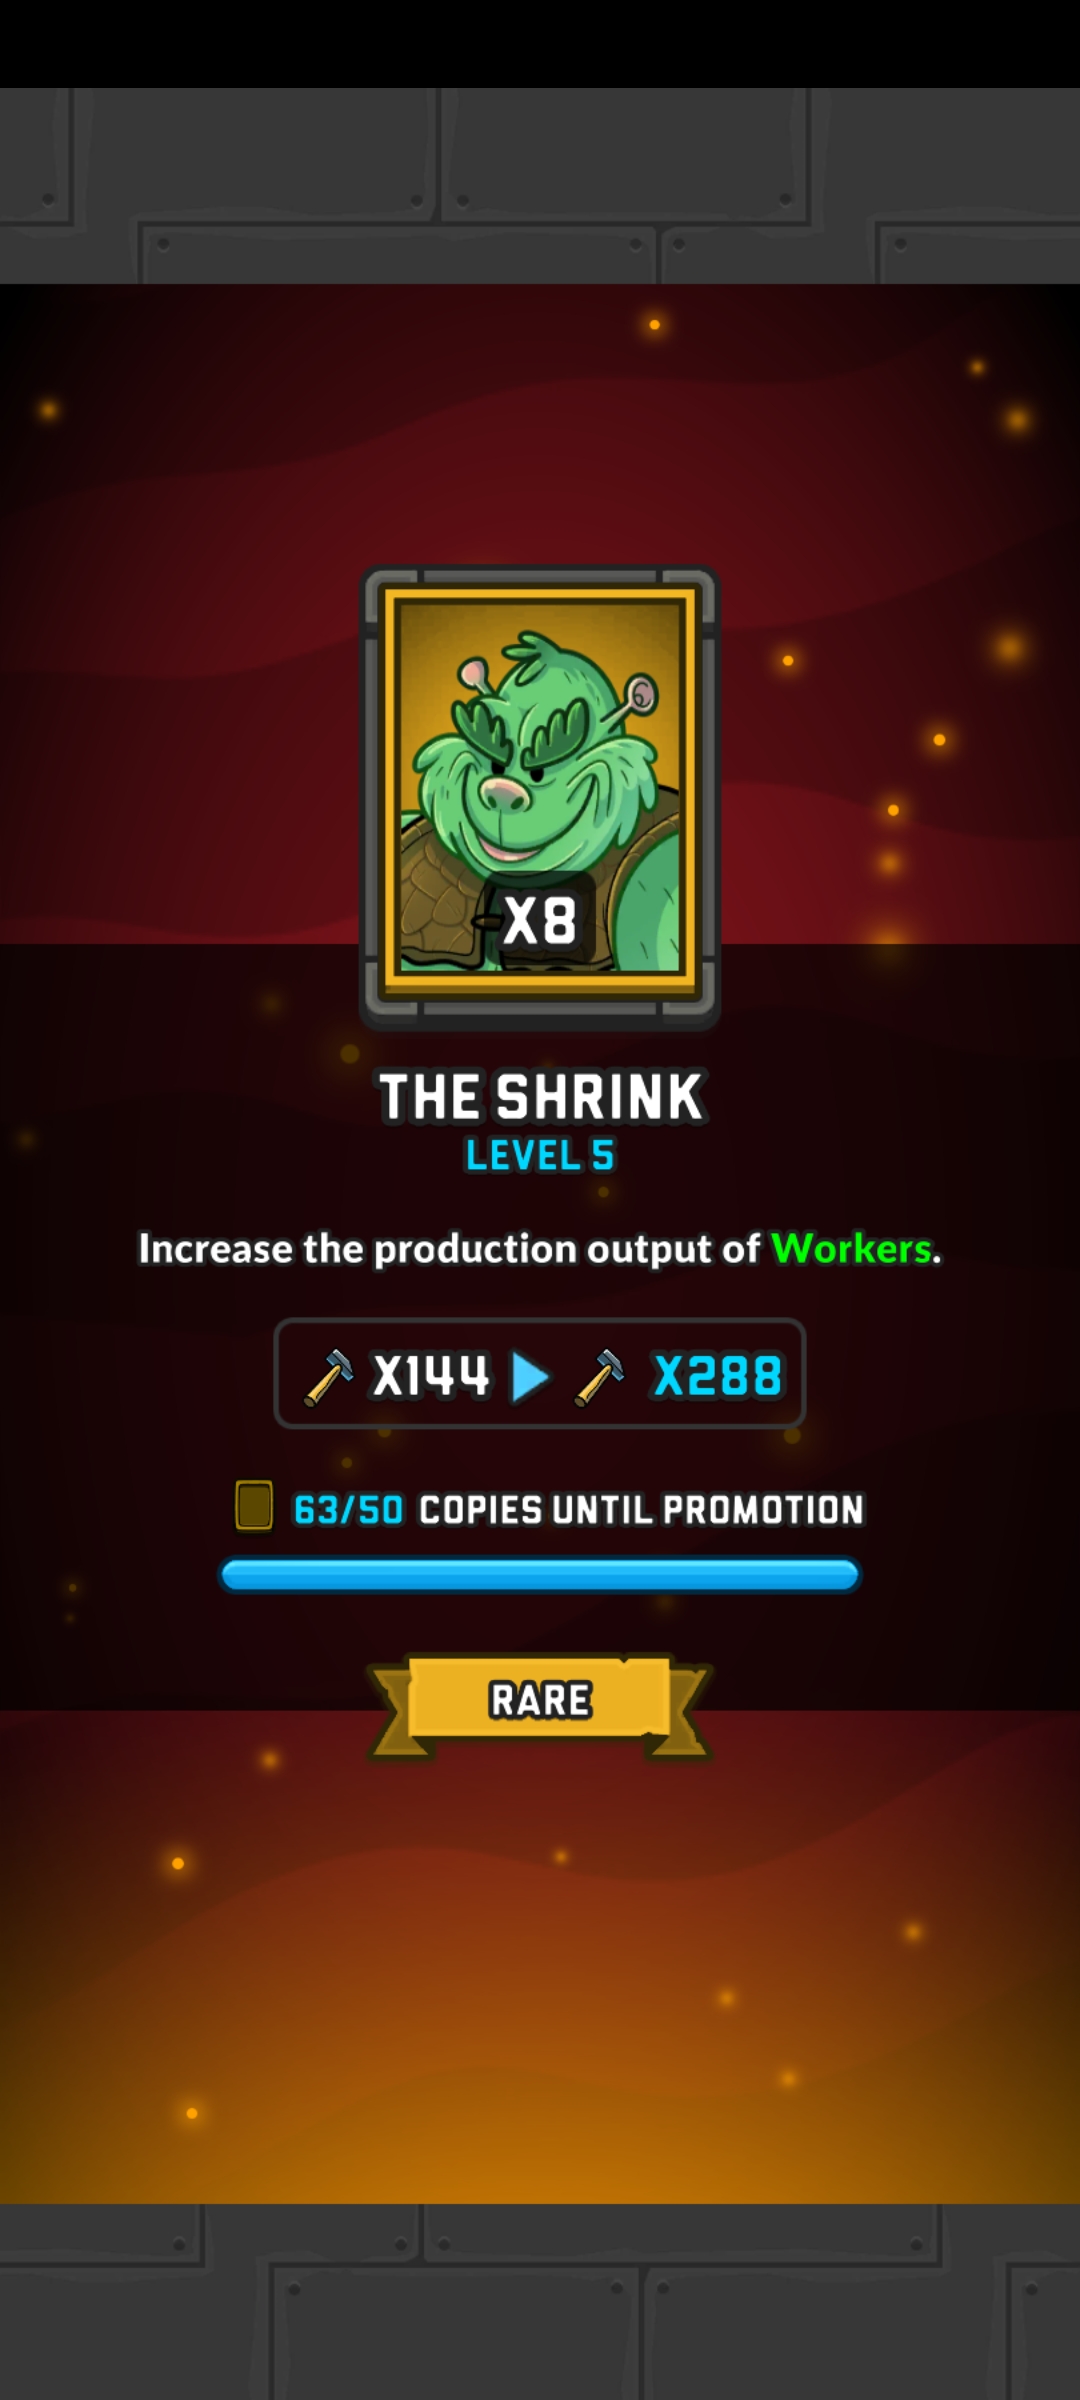 X8
THE SHRINK
LEVEL 5
Increase the production output of Workers.
X144 X288
63/50 COPIES UNTIL PROMOTION
RARE